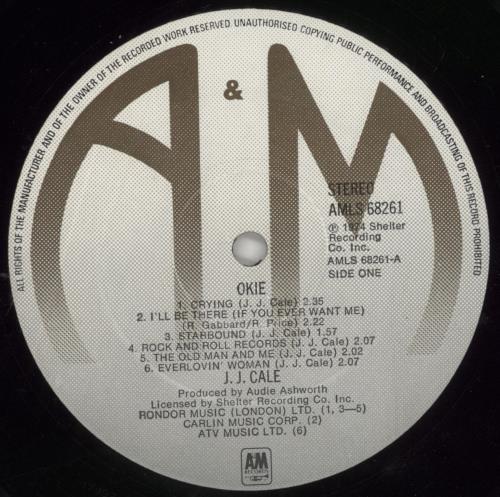 ALL RIGHTS OF THE MANUFACTURER AND OF THE OWNER OF THE RECORDED WORK RESERVED UNAUTHORISED COPYING PUBLIC PERFORMANCE AND BROADCASTING OF THIS RECORD PROHIBITED
A & M
STEREO
AMLS 68261
℗ 1974 Shelter
Recording
Co. Inc.
AMLS 68261-A
SIDE ONE
OKIE
1. CRYING (J. J. Cale) 2.35
2. I'LL BE THERE (IF YOU EVER WANT ME)
(R. Gabbard/R. Price) 2.22
3. STARBOUND (J. J. Cale) 1.57
4. ROCK AND ROLL RECORDS (J. J. Cale) 2.07
5. THE OLD MAN AND ME (J. J. Cale) 2.02
6. EVERLOVIN' WOMAN (J. J. Cale) 2.07
J. J. CALE
Produced by Audie Ashworth
Licensed by Shelter Recording Co. Inc.
RONDOR MUSIC (LONDON) LTD. (1, 3—5)
CARLIN MUSIC CORP. (2)
ATV MUSIC LTD. (6)
A&M
RECORDS